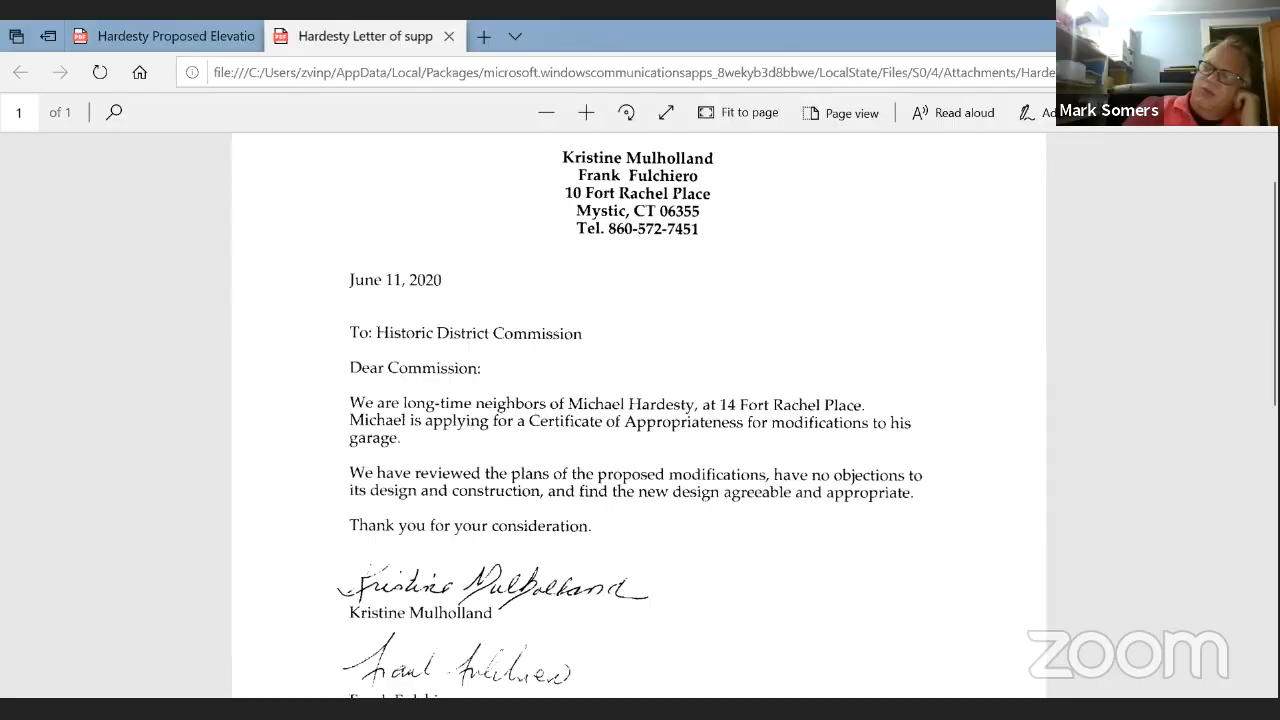 Hardesty Proposed Elevatio
Hardesty Letter of supp
file:///C:/Users/zvinp/AppData/Local/Packages/microsoft.windowscommunicationsapps_8wekyb3d8bbwe/LocalState/Files/S0/4/Attachments/Harde
1 of 1
Fit to page
Page view
Read aloud
Mark Somers
Kristine Mulholland
Frank Fulchiero
10 Fort Rachel Place
Mystic, CT 06355
Tel. 860-572-7451
June 11, 2020
To: Historic District Commission
Dear Commission:
We are long-time neighbors of Michael Hardesty, at 14 Fort Rachel Place.
Michael is applying for a Certificate of Appropriateness for modifications to his
garage.
We have reviewed the plans of the proposed modifications, have no objections to
its design and construction, and find the new design agreeable and appropriate.
Thank you for your consideration.
Kristine Mulholland
Kristine Mulholland
Frank Fulchiero
zoom